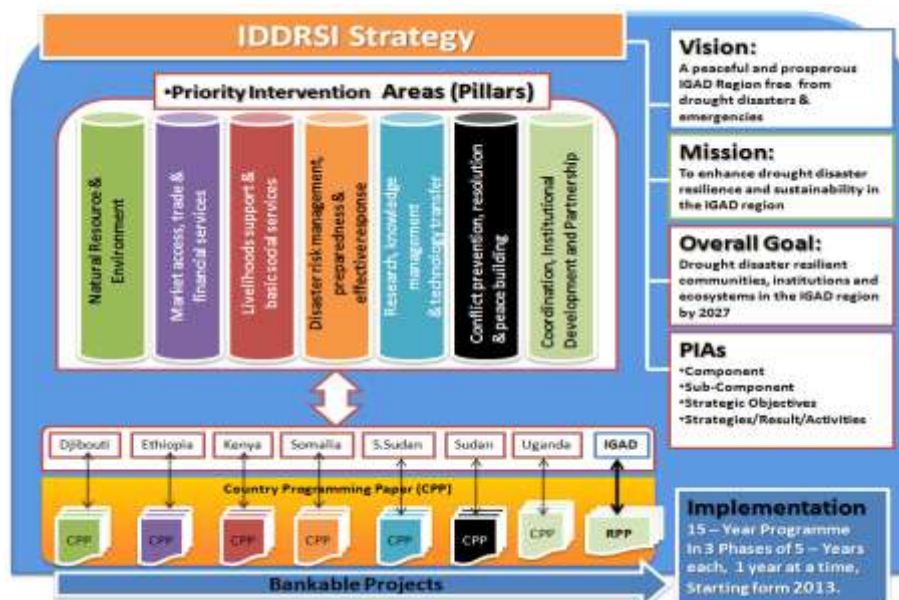 IDDRSI Strategy
•Priority Intervention Areas (Pillars)
Natural Resource &
Environment
Market access, trade &
financial services
Livelihoods support &
basic social services
Disaster risk management,
preparedness &
effective response
Research, knowledge
management
& technology transfer
Conflict prevention, resolution
& peace building
Coordination, Institutional
Development and Partnership
Vision:
A peaceful and prosperous
IGAD Region free from
drought disasters &
emergencies
Mission:
To enhance drought disaster
resilience and sustainability in
the IGAD region
Overall Goal:
Drought disaster resilient
communities, institutions and
ecosystems in the IGAD region
by 2027
PIAs
•Component
•Sub-Component
•Strategic Objectives
•Strategies/Result/Activities
Djibouti
Ethiopia
Kenya
Somalia
S.Sudan
Sudan
Uganda
IGAD
Country Programming Paper (CPP)
CPP
CPP
CPP
CPP
CPP
CPP
CPP
RPP
Bankable Projects
Implementation
15 – Year Programme
In 3 Phases of 5 – Years
each, 1 year at a time,
Starting form 2013.